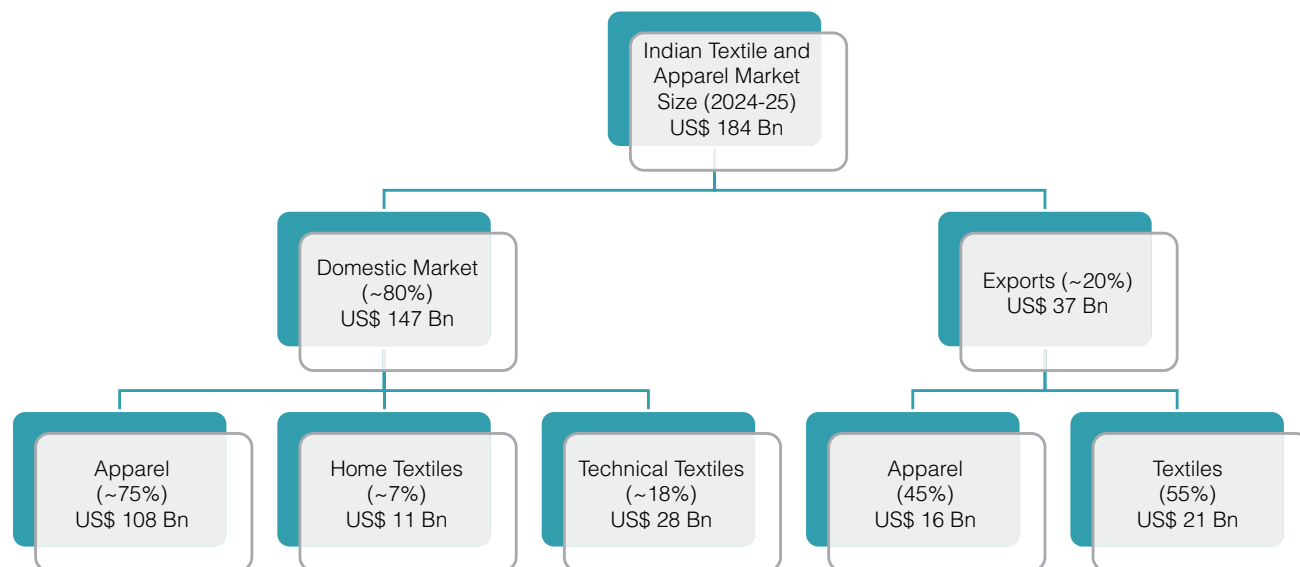 Indian Textile and
Apparel Market
Size (2024-25)
US$ 184 Bn
Domestic Market
(~80%)
US$ 147 Bn
Exports (~20%)
US$ 37 Bn
Apparel
(~75%)
US$ 108 Bn
Home Textiles
(~7%)
US$ 11 Bn
Technical Textiles
(~18%)
US$ 28 Bn
Apparel
(45%)
US$ 16 Bn
Textiles
(55%)
US$ 21 Bn